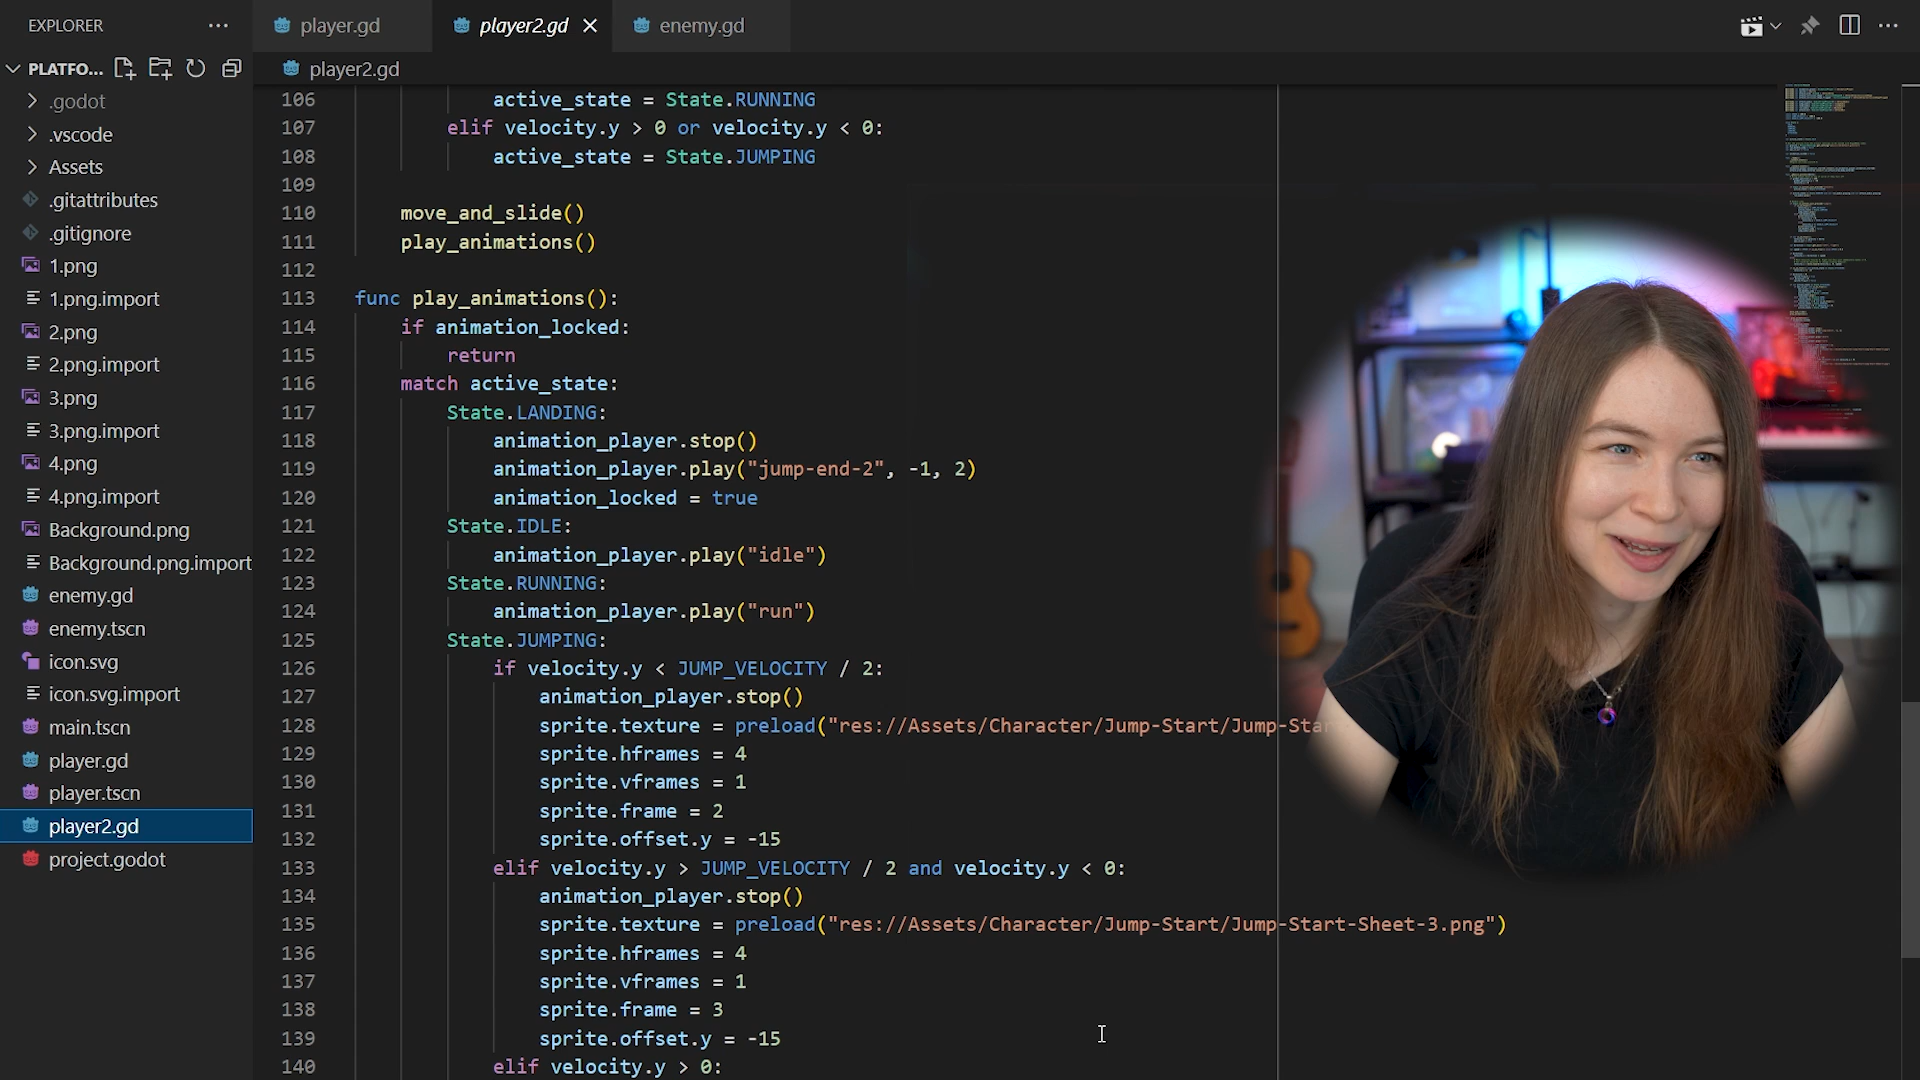 EXPLORER
PLATFO...
.godot
.vscode
Assets
.gitattributes
.gitignore
1.png
1.png.import
2.png
2.png.import
3.png
3.png.import
4.png
4.png.import
Background.png
Background.png.import
enemy.gd
enemy.tscn
icon.svg
icon.svg.import
main.tscn
player.gd
player.tscn
player2.gd
project.godot
player.gd
player2.gd
enemy.gd
player2.gd
106 active_state = State.RUNNING
107 elif velocity.y > 0 or velocity.y < 0:
108 active_state = State.JUMPING
109
110 move_and_slide()
111 play_animations()
112
113 func play_animations():
114 if animation_locked:
115 return
116 match active_state:
117 State.LANDING:
118 animation_player.stop()
119 animation_player.play("jump-end-2", -1, 2)
120 animation_locked = true
121 State.IDLE:
122 animation_player.play("idle")
123 State.RUNNING:
124 animation_player.play("run")
125 State.JUMPING:
126 if velocity.y < JUMP_VELOCITY / 2:
127 animation_player.stop()
128 sprite.texture = preload("res://Assets/Character/Jump-Start/Jump-Star
129 sprite.hframes = 4
130 sprite.vframes = 1
131 sprite.frame = 2
132 sprite.offset.y = -15
133 elif velocity.y > JUMP_VELOCITY / 2 and velocity.y < 0:
134 animation_player.stop()
135 sprite.texture = preload("res://Assets/Character/Jump-Start/Jump-Start-Sheet-3.png")
136 sprite.hframes = 4
137 sprite.vframes = 1
138 sprite.frame = 3
139 sprite.offset.y = -15
140 elif velocity.y > 0: